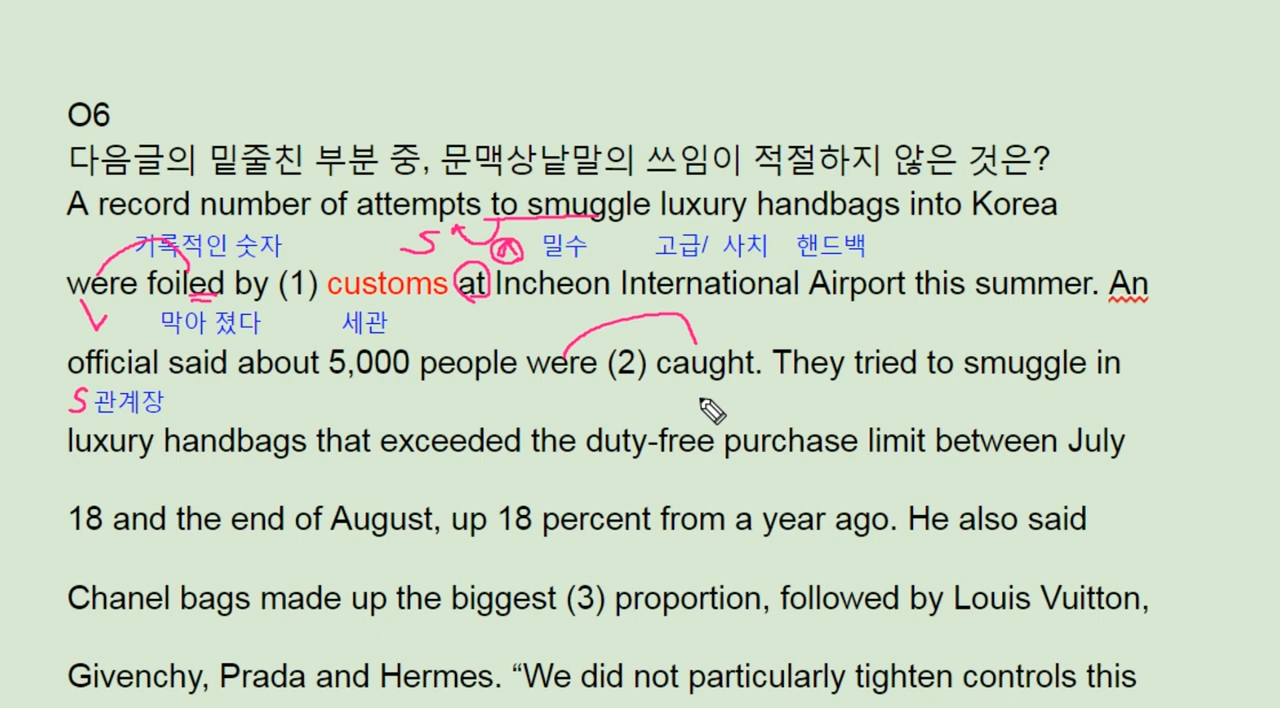 06
다음글의 밑줄친 부분 중, 문맥상낱말의 쓰임이 적절하지 않은 것은?
A record number of attempts to smuggle luxury handbags into Korea
S ㅅ
기록적인 숫자 밀수 고급/ 사치 핸드백
were foiled by (1) customs at Incheon International Airport this summer. An
V 막아 졌다 세관
official said about 5,000 people were (2) caught. They tried to smuggle in
S 관계장
luxury handbags that exceeded the duty-free purchase limit between July
18 and the end of August, up 18 percent from a year ago. He also said
Chanel bags made up the biggest (3) proportion, followed by Louis Vuitton,
Givenchy, Prada and Hermes. “We did not particularly tighten controls this